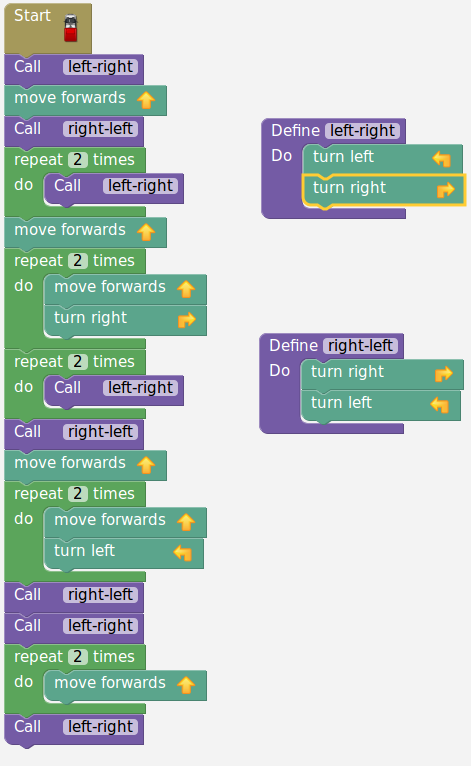 Start
Call left-right
move forwards
Call right-left
repeat 2 times
do Call left-right
move forwards
repeat 2 times
do move forwards
turn right
repeat 2 times
do Call left-right
Call right-left
move forwards
repeat 2 times
do move forwards
turn left
Call right-left
Call left-right
repeat 2 times
do move forwards
Call left-right
Define left-right
Do turn left
turn right
Define right-left
Do turn right
turn left